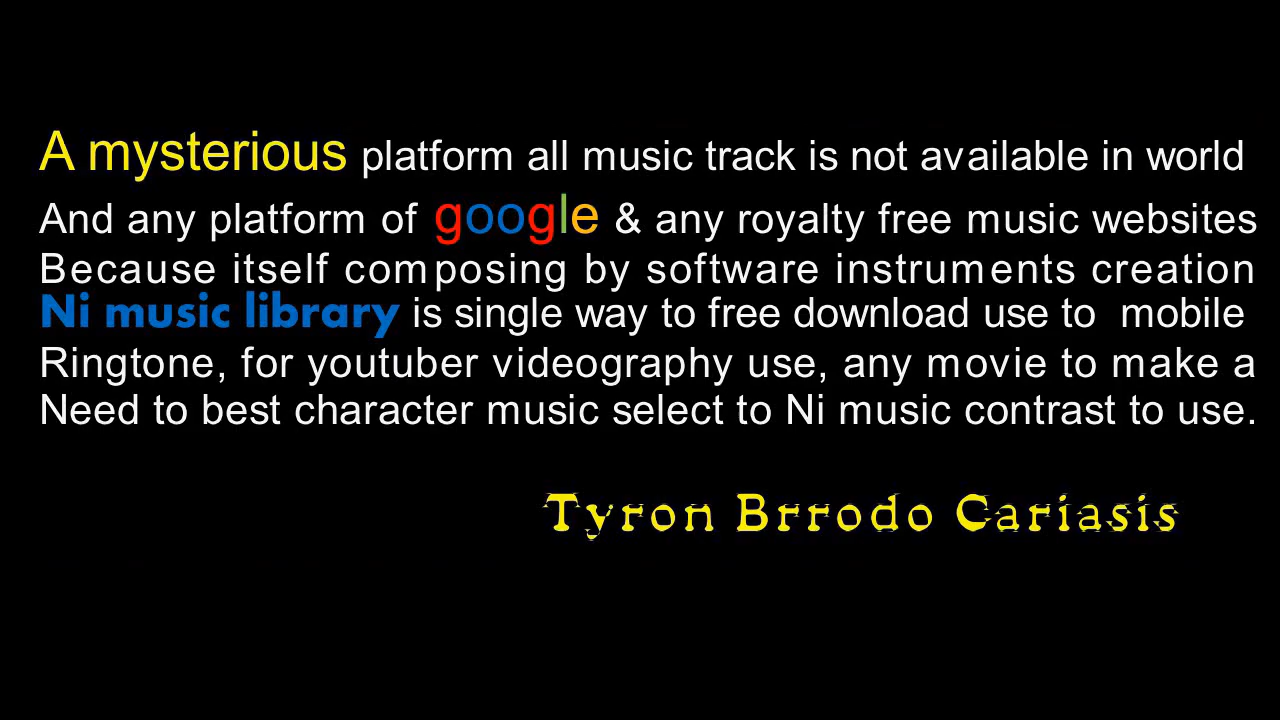 A mysterious platform all music track is not available in world
And any platform of google & any royalty free music websites
Because itself composing by software instruments creation
Ni music library is single way to free download use to mobile
Ringtone, for youtuber videography use, any movie to make a
Need to best character music select to Ni music contrast to use.
Tyron Brrodo Cariasis